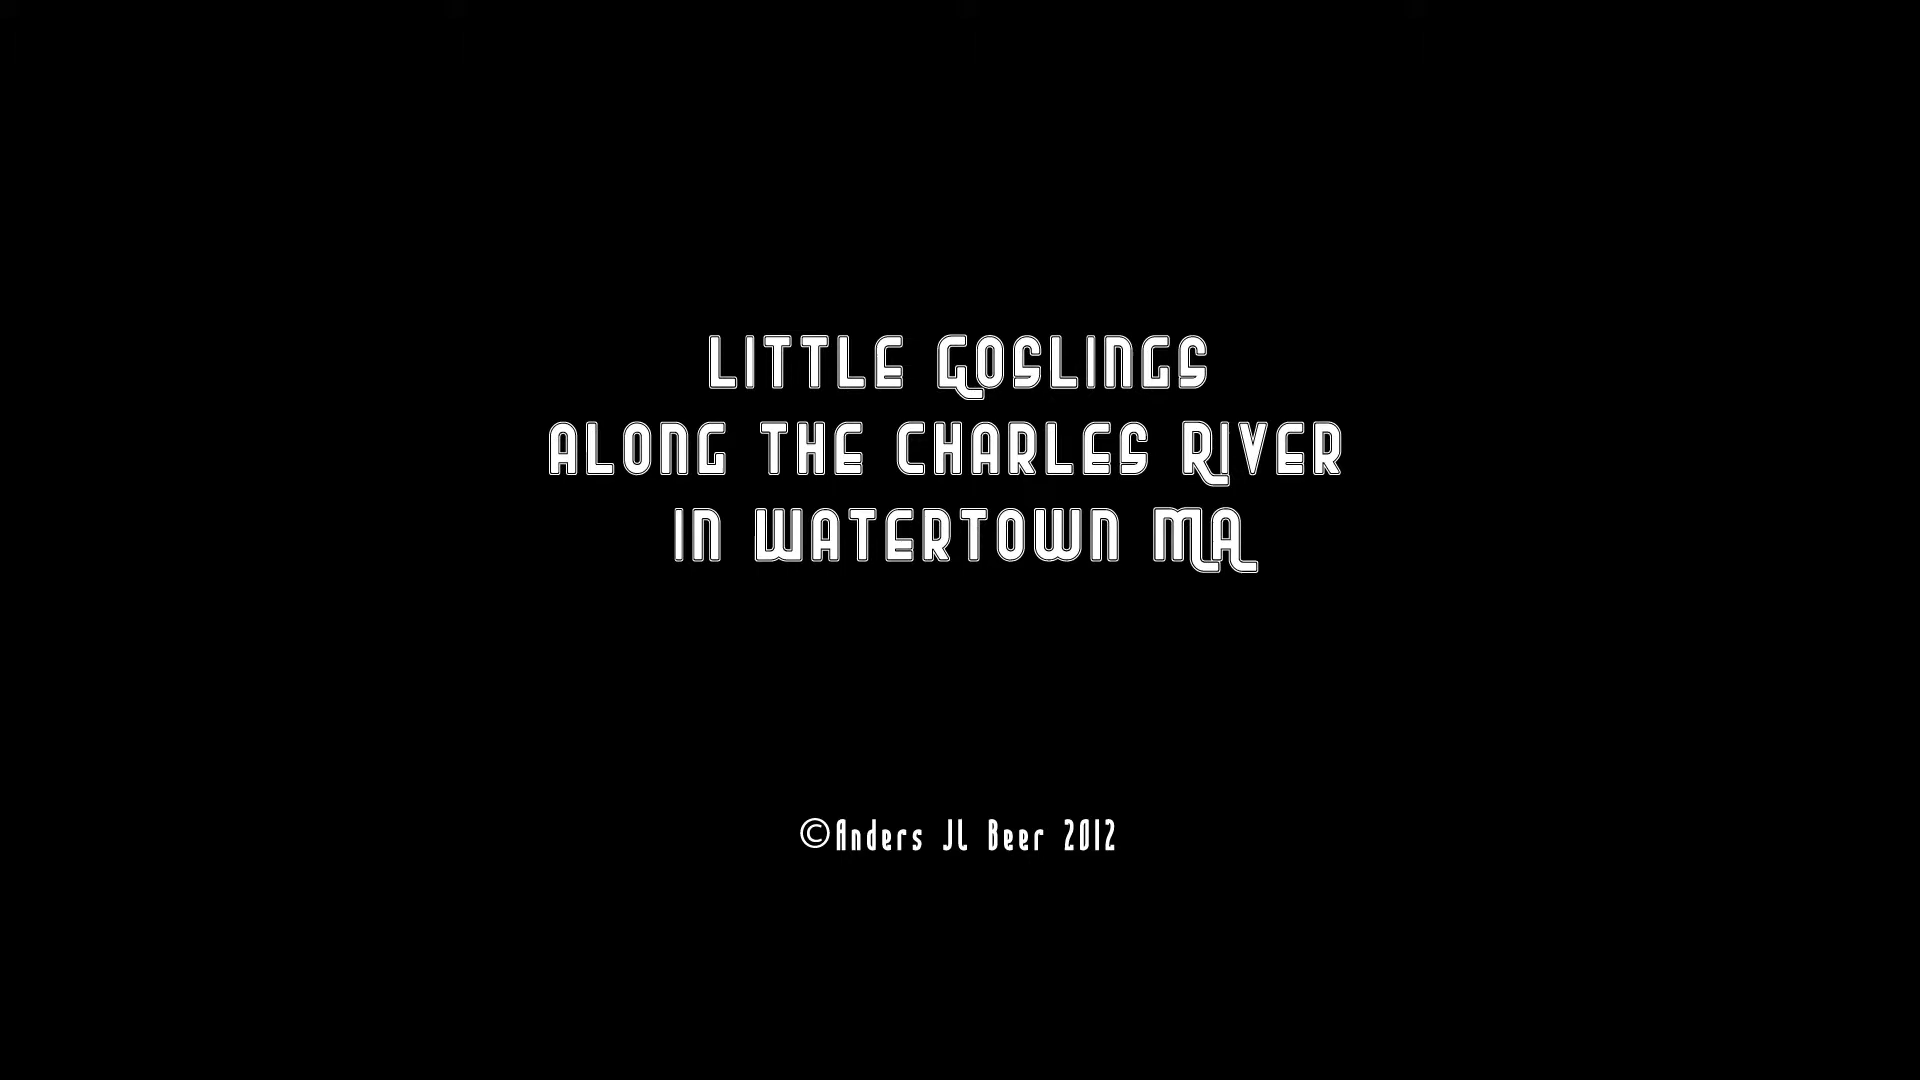 Little Goslings
along the Charles River
in Watertown MA
©Anders JL Beer 2012